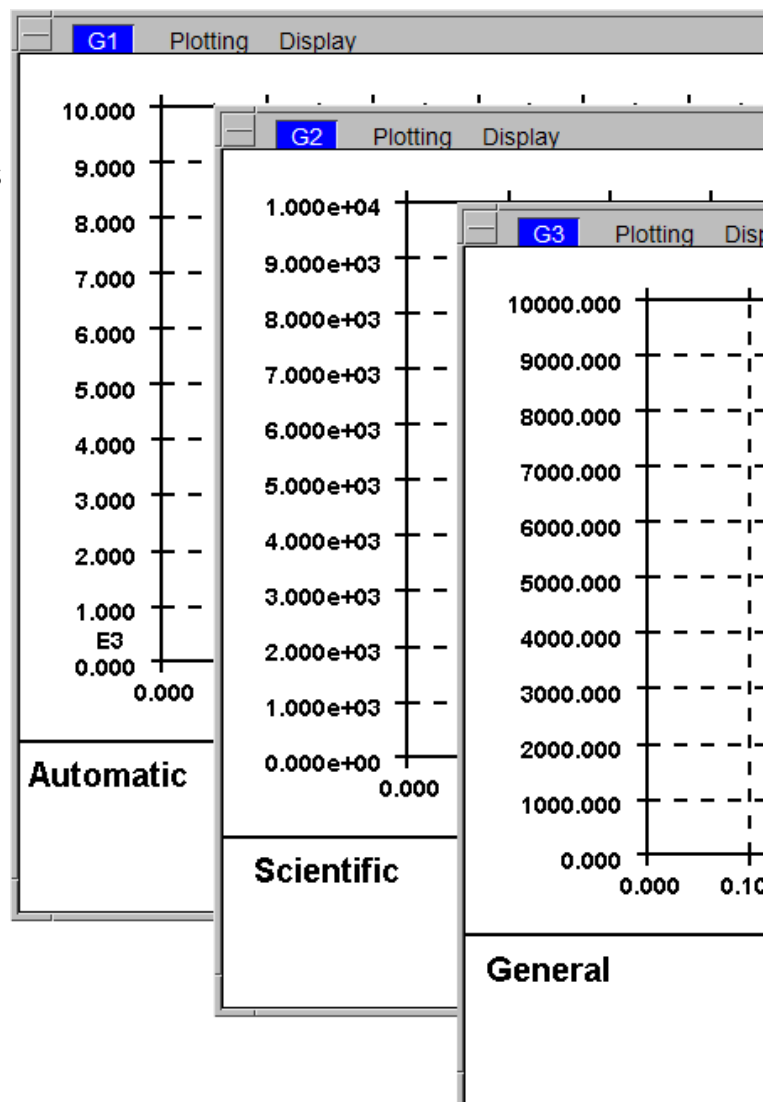 G1 Plotting Display
10.000
9.000
8.000
7.000
6.000
5.000
4.000
3.000
2.000
1.000
E3
0.000
0.000
Automatic
G2 Plotting Display
1.000e+04
9.000e+03
8.000e+03
7.000e+03
6.000e+03
5.000e+03
4.000e+03
3.000e+03
2.000e+03
1.000e+03
0.000e+00
0.000
Scientific
G3 Plotting
10000.000
9000.000
8000.000
7000.000
6000.000
5000.000
4000.000
3000.000
2000.000
1000.000
0.000
0.000
General